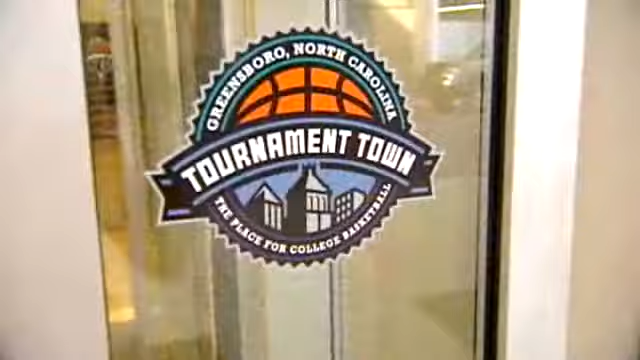 GREENSBORO, NORTH CAROLINA
TOURNAMENT TOWN
THE PLACE FOR COLLEGE BASKETBALL